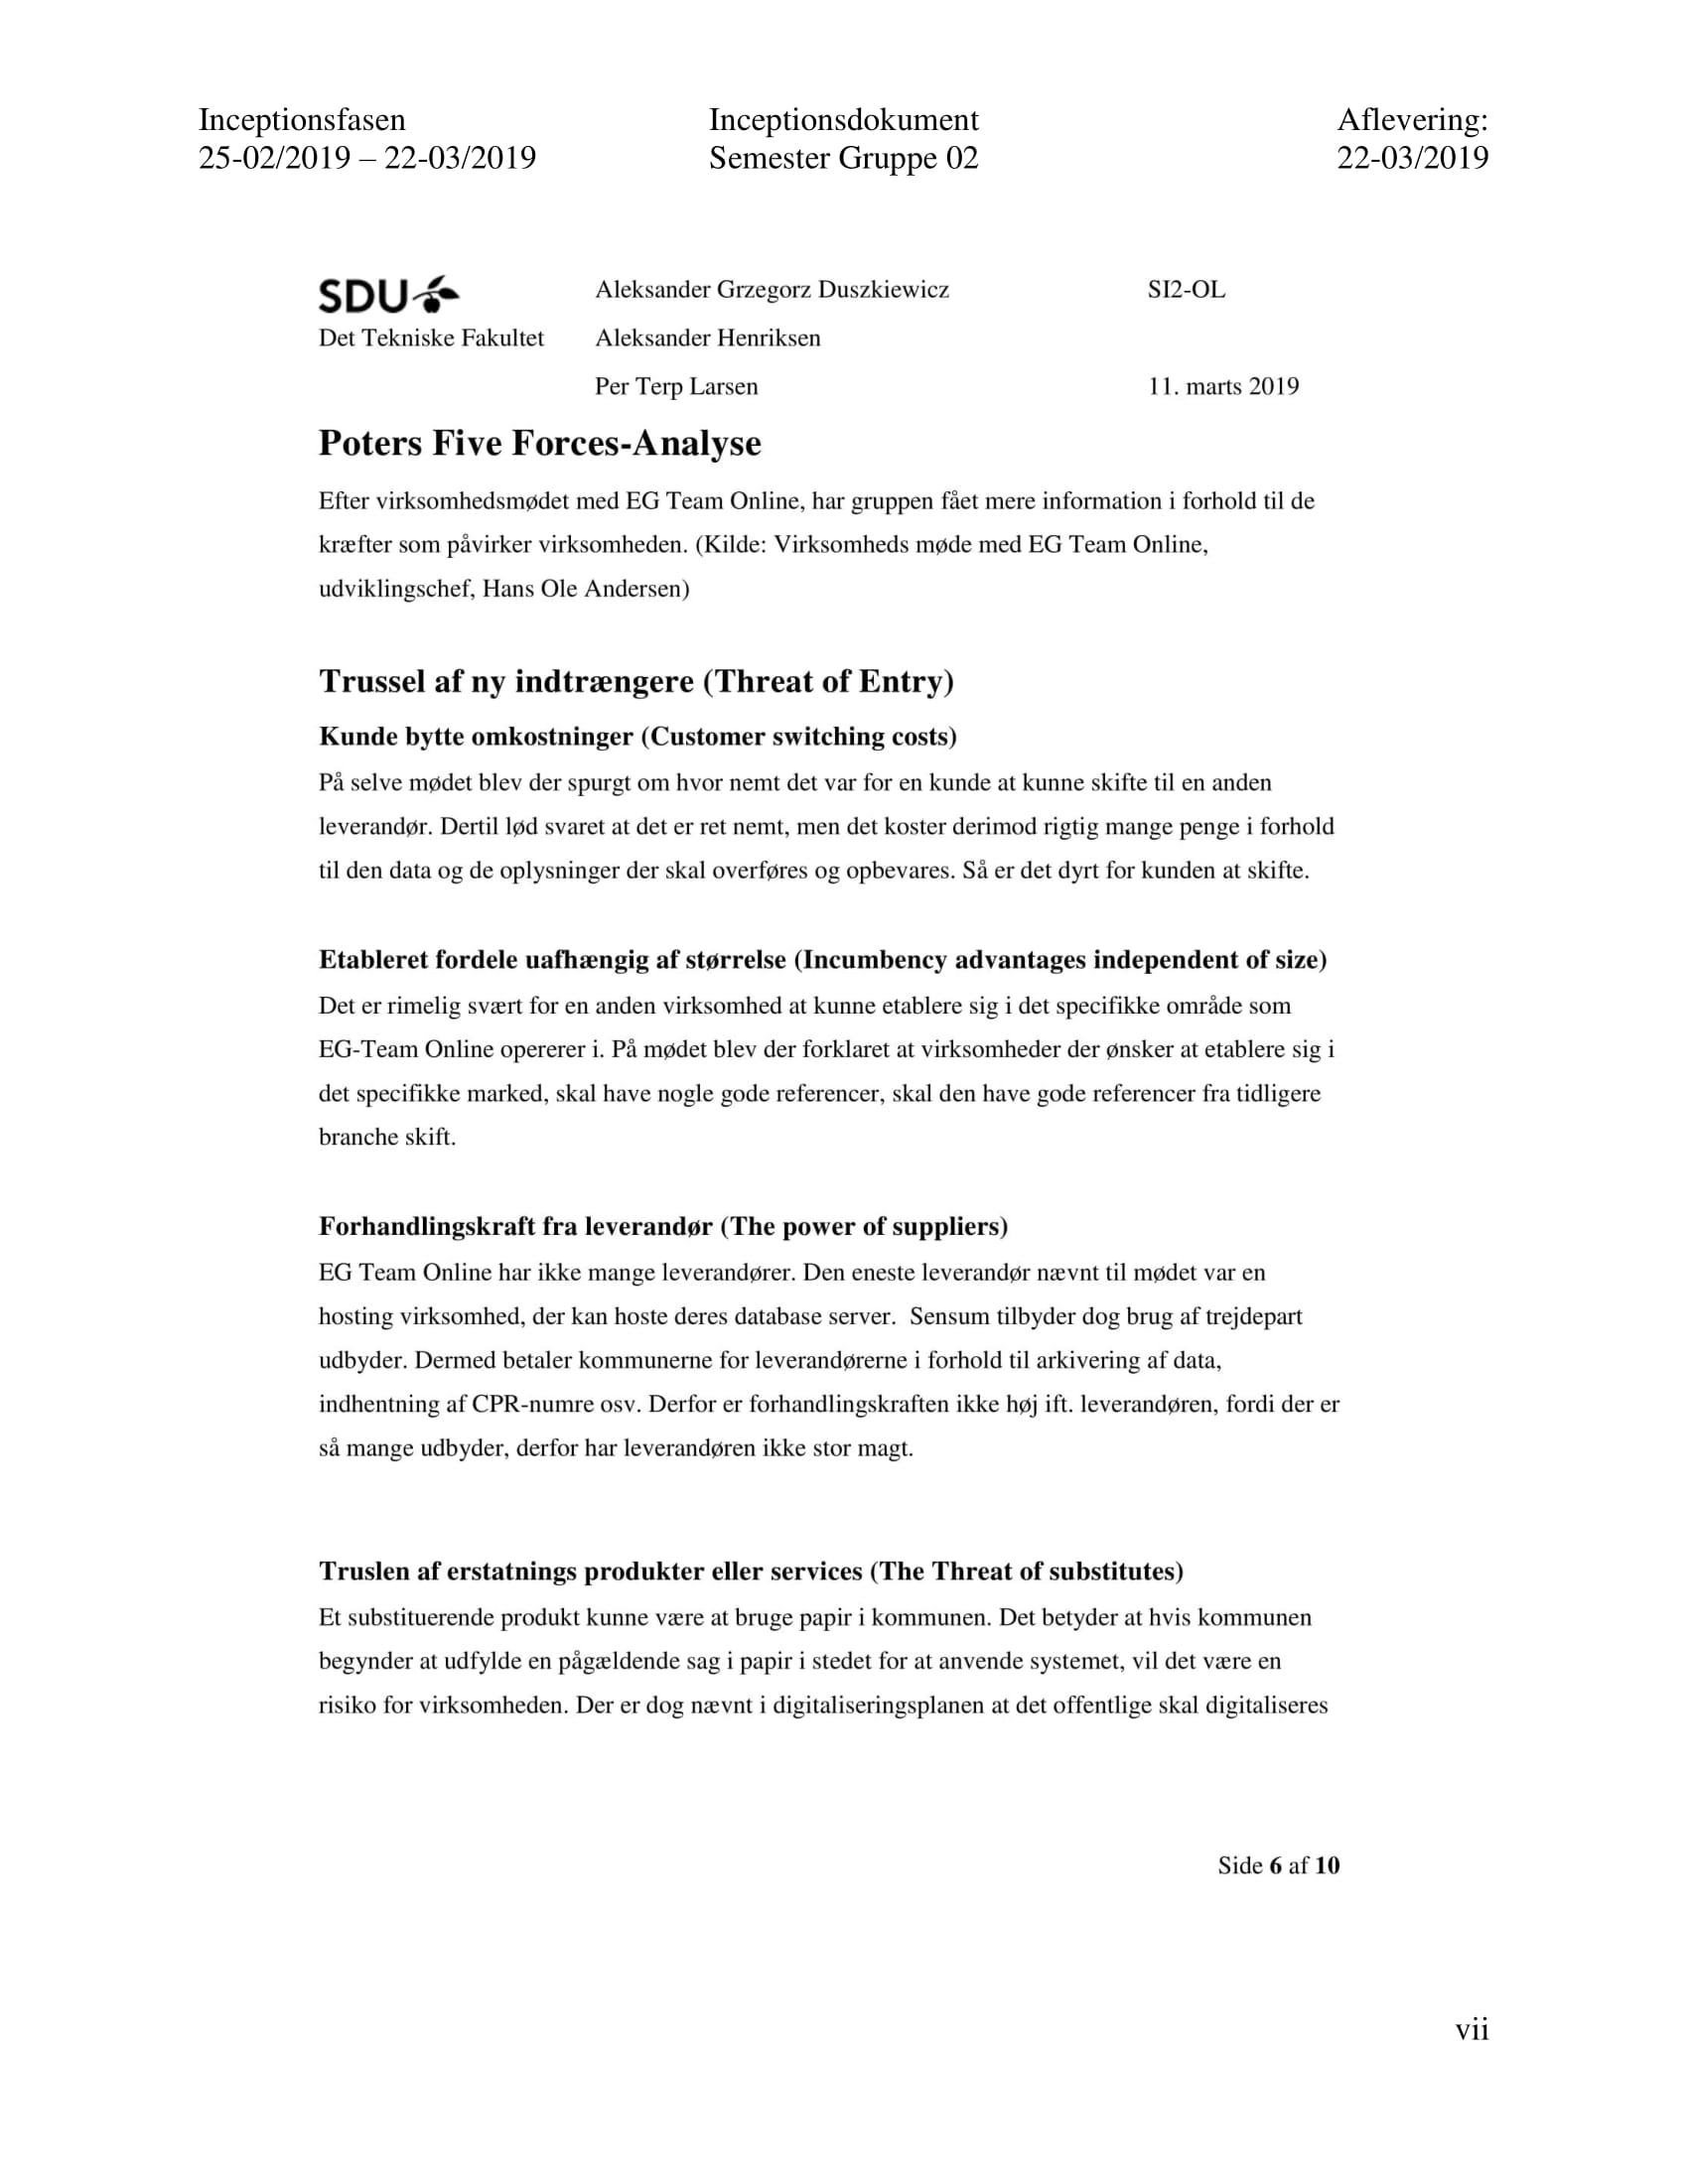 Inceptionsfasen Inceptionsdokument Aflevering:
25-02/2019 – 22-03/2019 Semester Gruppe 02 22-03/2019
SDU Aleksander Grzegorz Duszkiewicz SI2-OL
Det Tekniske Fakultet Aleksander Henriksen
Per Terp Larsen 11. marts 2019
Poters Five Forces-Analyse
Efter virksomhedsmødet med EG Team Online, har gruppen fået mere information i forhold til de
kræfter som påvirker virksomheden. (Kilde: Virksomheds møde med EG Team Online,
udviklingschef, Hans Ole Andersen)
Trussel af ny indtrængere (Threat of Entry)
Kunde bytte omkostninger (Customer switching costs)
På selve mødet blev der spurgt om hvor nemt det var for en kunde at kunne skifte til en anden
leverandør. Dertil lød svaret at det er ret nemt, men det koster derimod rigtig mange penge i forhold
til den data og de oplysninger der skal overføres og opbevares. Så er det dyrt for kunden at skifte.
Etableret fordele uafhængig af størrelse (Incumbency advantages independent of size)
Det er rimelig svært for en anden virksomhed at kunne etablere sig i det specifikke område som
EG-Team Online opererer i. På mødet blev der forklaret at virksomheder der ønsker at etablere sig i
det specifikke marked, skal have nogle gode referencer, skal den have gode referencer fra tidligere
branche skift.
Forhandlingskraft fra leverandør (The power of suppliers)
EG Team Online har ikke mange leverandører. Den eneste leverandør nævnt til mødet var en
hosting virksomhed, der kan hoste deres database server.  Sensum tilbyder dog brug af trejdepart
udbyder. Dermed betaler kommunerne for leverandørerne i forhold til arkivering af data,
indhentning af CPR-numre osv. Derfor er forhandlingskraften ikke høj ift. leverandøren, fordi der er
så mange udbyder, derfor har leverandøren ikke stor magt.
Truslen af erstatnings produkter eller services (The Threat of substitutes)
Et substituerende produkt kunne være at bruge papir i kommunen. Det betyder at hvis kommunen
begynder at udfylde en pågældende sag i papir i stedet for at anvende systemet, vil det være en
risiko for virksomheden. Der er dog nævnt i digitaliseringsplanen at det offentlige skal digitaliseres
Side 6 af 10
vii